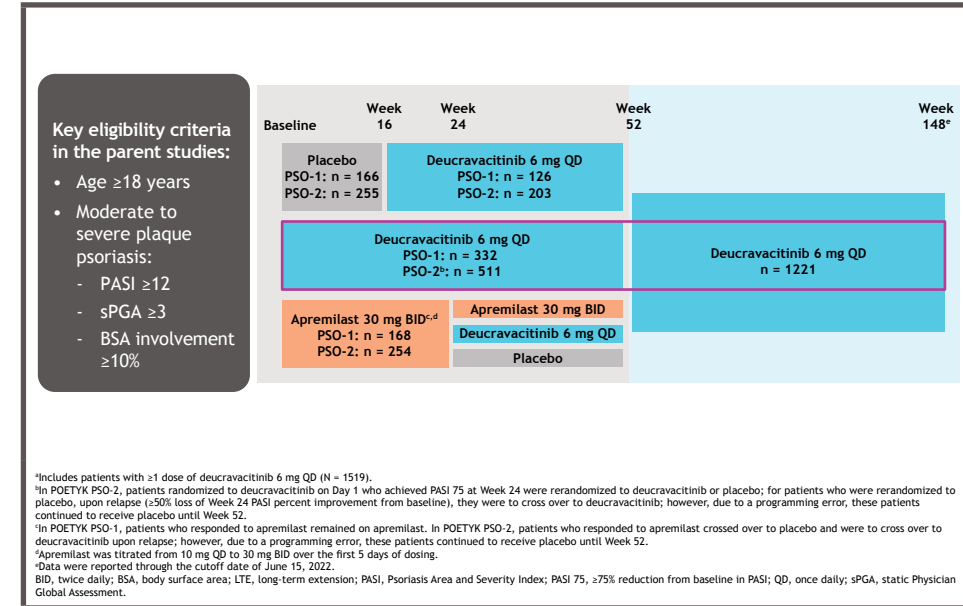 Key eligibility criteria
in the parent studies:
• Age ≥18 years
• Moderate to
severe plaque
psoriasis:
- PASI ≥12
- sPGA ≥3
- BSA involvement
≥10%
Baseline
Week
16
Week
24
Week
52
Week
148ᵉ
Placebo
PSO-1: n = 166
PSO-2: n = 255
Deucravacitinib 6 mg QD
PSO-1: n = 126
PSO-2: n = 203
Deucravacitinib 6 mg QD
PSO-1: n = 332
PSO-2ᵇ: n = 511
Deucravacitinib 6 mg QD
n = 1221
Apremilast 30 mg BIDᶜ,ᵈ
PSO-1: n = 168
PSO-2: n = 254
Apremilast 30 mg BID
Deucravacitinib 6 mg QD
Placebo
ᵃIncludes patients with ≥1 dose of deucravacitinib 6 mg QD (N = 1519).
ᵇIn POETYK PSO-2, patients randomized to deucravacitinib on Day 1 who achieved PASI 75 at Week 24 were rerandomized to deucravacitinib or placebo; for patients who were rerandomized to
placebo, upon relapse (≥50% loss of Week 24 PASI percent improvement from baseline), they were to cross over to deucravacitinib; however, due to a programming error, these patients
continued to receive placebo until Week 52.
ᶜIn POETYK PSO-1, patients who responded to apremilast remained on apremilast. In POETYK PSO-2, patients who responded to apremilast crossed over to placebo and were to cross over to
deucravacitinib upon relapse; however, due to a programming error, these patients continued to receive placebo until Week 52.
ᵈApremilast was titrated from 10 mg QD to 30 mg BID over the first 5 days of dosing.
ᵉData were reported through the cutoff date of June 15, 2022.
BID, twice daily; BSA, body surface area; LTE, long-term extension; PASI, Psoriasis Area and Severity Index; PASI 75, ≥75% reduction from baseline in PASI; QD, once daily; sPGA, static Physician
Global Assessment.